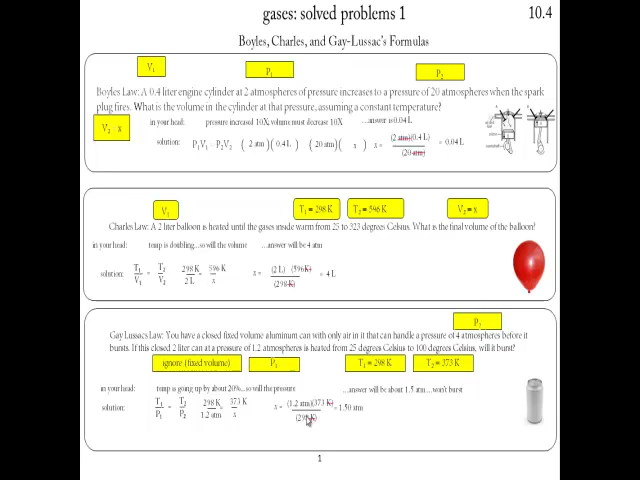 gases: solved problems 1
10.4
Boyles, Charles, and Gay-Lussac's Formulas
V₁
P₁
P₂
Boyles Law: A 0.4 liter engine cylinder at 2 atmospheres of pressure increases to a pressure of 20 atmospheres when the spark
plug fires. What is the volume in the cylinder at that pressure, assuming a constant temperature?
V₂ x
in your head: pressure increased 10X volume must decrease 10X ...answer is 0.04 L
solution: P₁V₁ = P₂V₂ ( 2 atm )( 0.4 L ) ( 20 atm )( x ) x = (2 atm)(0.4 L) / (20 atm) = 0.04 L
V₁
T₁ = 298 K
T₂ = 596 K
V₂ = x
Charles Law: A 2 liter balloon is heated until the gases inside warm from 25 to 323 degrees Celsius. What is the final volume of the balloon?
in your head: temp is doubling...so will the volume ...answer will be 4 atm
solution: T₁/V₁ = T₂/V₂ 298 K/2 L = 596 K/x x = (2 L) (596 K) / (298 K) = 4 L
P₂
Gay Lussacs Law: You have a closed fixed volume aluminum can with only air in it that can handle a pressure of 4 atmospheres before it
bursts. If this closed 2 liter can at a pressure of 1.2 atmospheres is heated from 25 degrees Celsius to 100 degrees Celsius, will it burst?
ignore (fixed volume)
P₁
T₁ = 298 K
T₂ = 373 K
in your head: temp is going up by about 20%...so will the pressure ...answer will be about 1.5 atm....won't burst
solution: T₁/P₁ = T₂/P₂ 298 K/1.2 atm = 373 K/x x = (1.2 atm)(373 K) / (298 K) = 1.50 atm
1